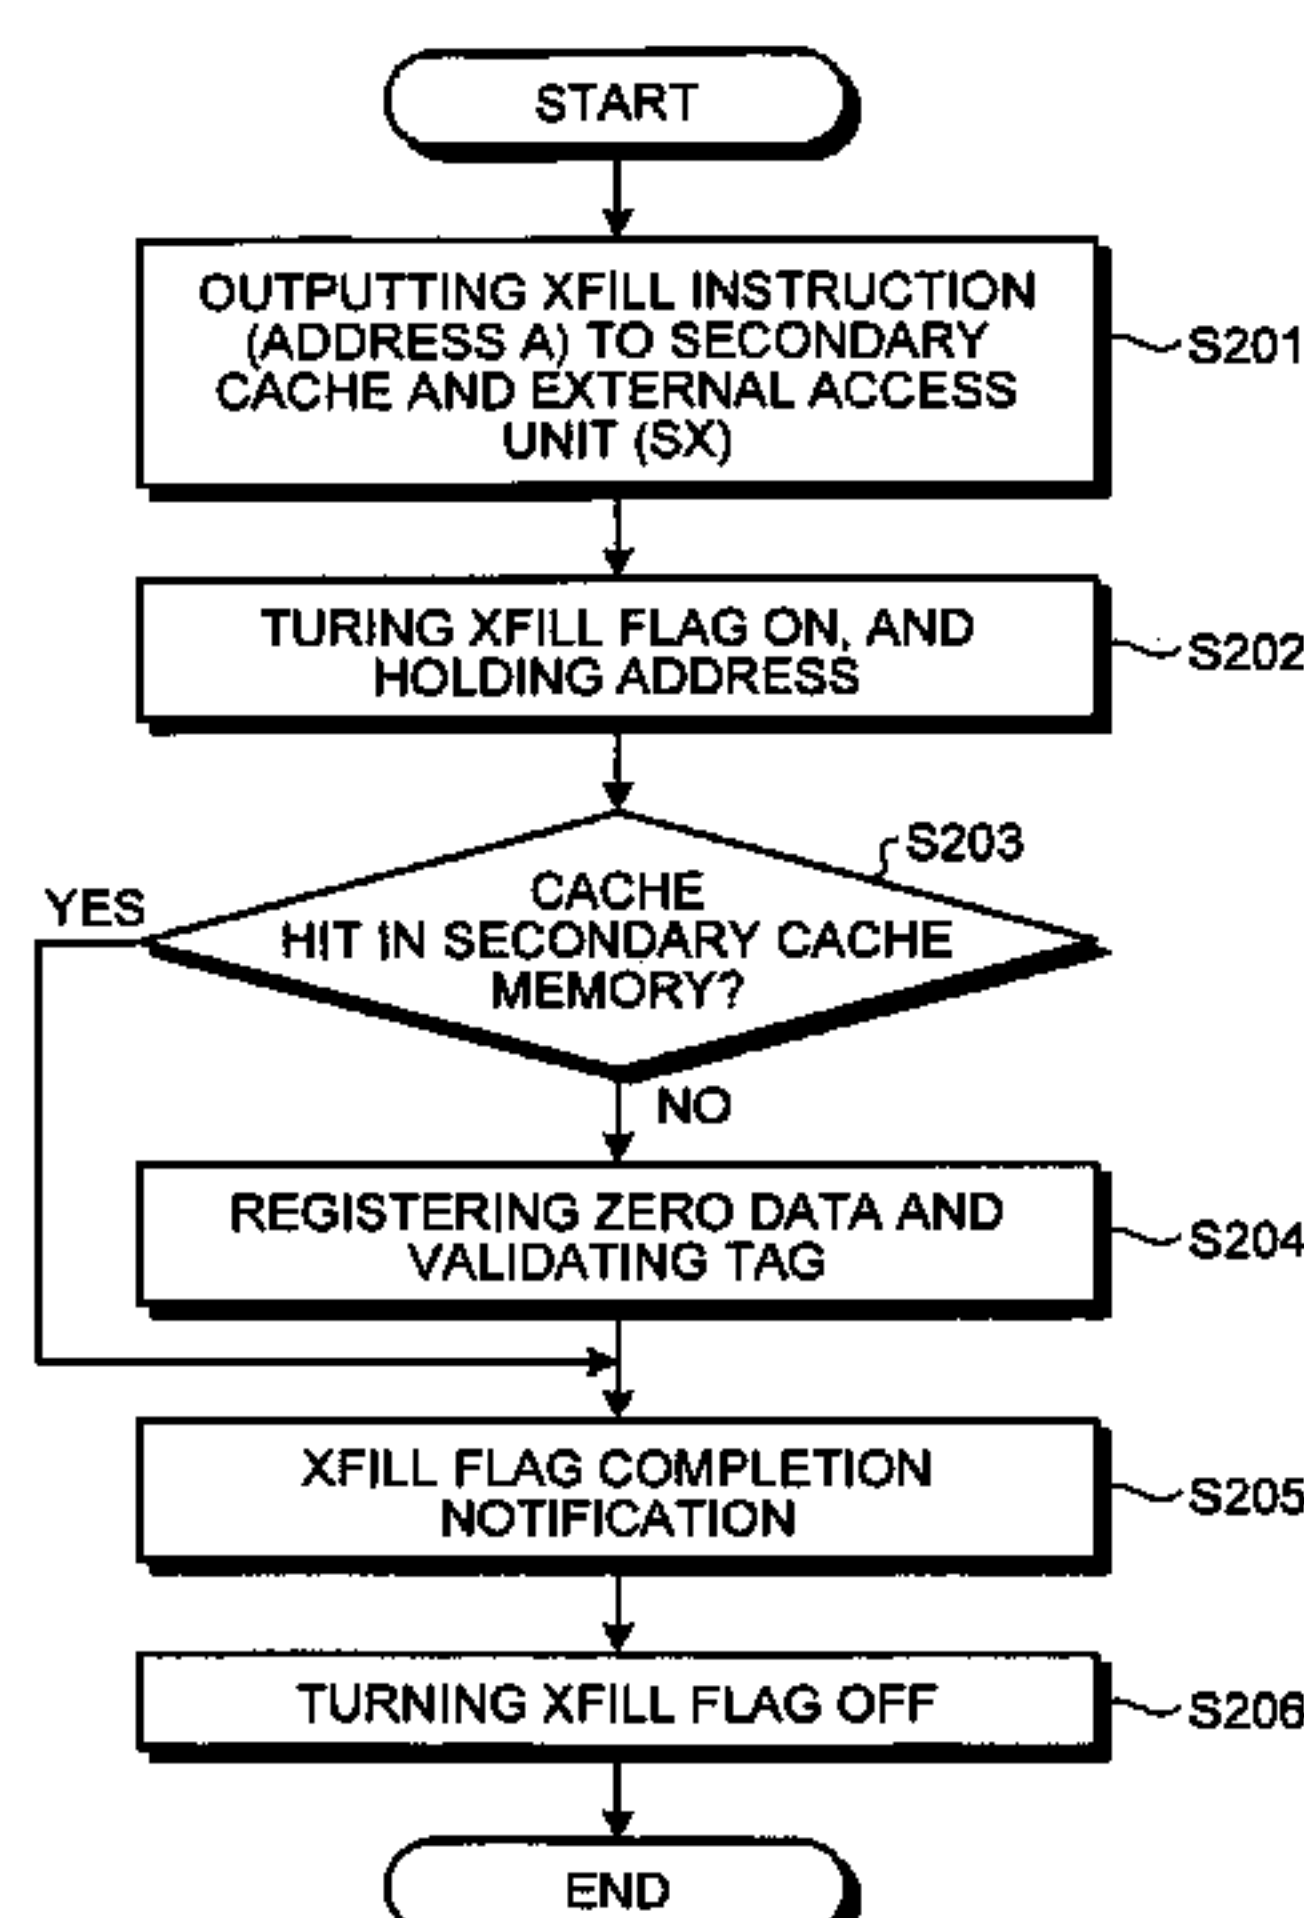 START
OUTPUTTING XFILL INSTRUCTION
(ADDRESS A) TO SECONDARY
CACHE AND EXTERNAL ACCESS
UNIT (SX)
S201
TURING XFILL FLAG ON, AND
HOLDING ADDRESS
S202
S203
CACHE
HIT IN SECONDARY CACHE
MEMORY?
YES
NO
REGISTERING ZERO DATA AND
VALIDATING TAG
S204
XFILL FLAG COMPLETION
NOTIFICATION
S205
TURNING XFILL FLAG OFF
S206
END